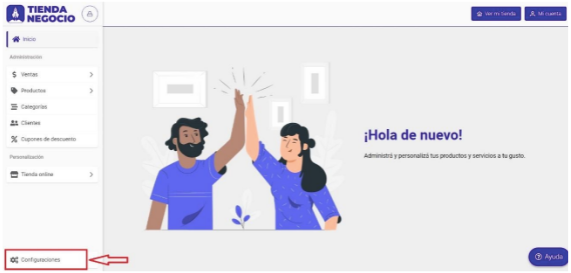 TIENDA
NEGOCIO
Ver mi tienda
Mi cuenta
Inicio
Administración
Ventas
Productos
Categorías
Clientes
Cupones de descuento
Personalización
Tienda online
¡Hola de nuevo!
Administrá y personalizá tus productos y servicios a tu gusto.
Configuraciones
Ayuda